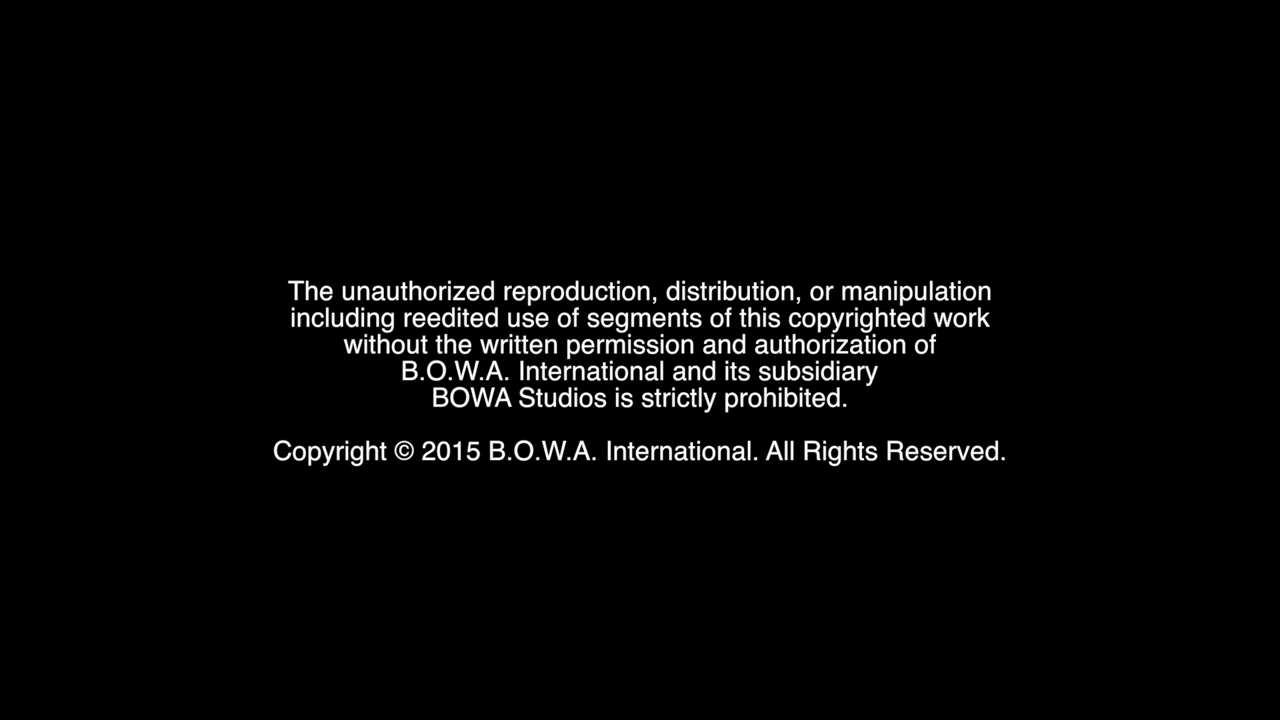 The unauthorized reproduction, distribution, or manipulation
including reedited use of segments of this copyrighted work
without the written permission and authorization of
B.O.W.A. International and its subsidiary
BOWA Studios is strictly prohibited.
Copyright © 2015 B.O.W.A. International. All Rights Reserved.